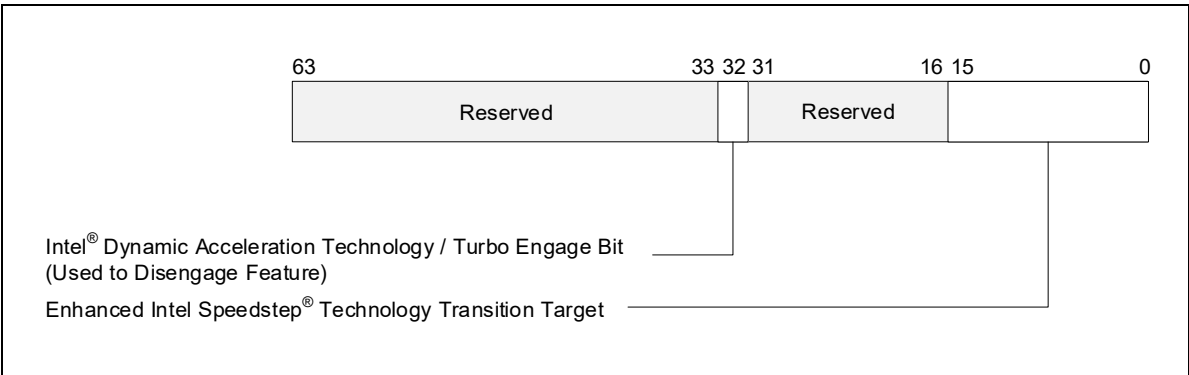 63 33 32 31 16 15 0
Reserved Reserved
Intel® Dynamic Acceleration Technology / Turbo Engage Bit
(Used to Disengage Feature)
Enhanced Intel Speedstep® Technology Transition Target